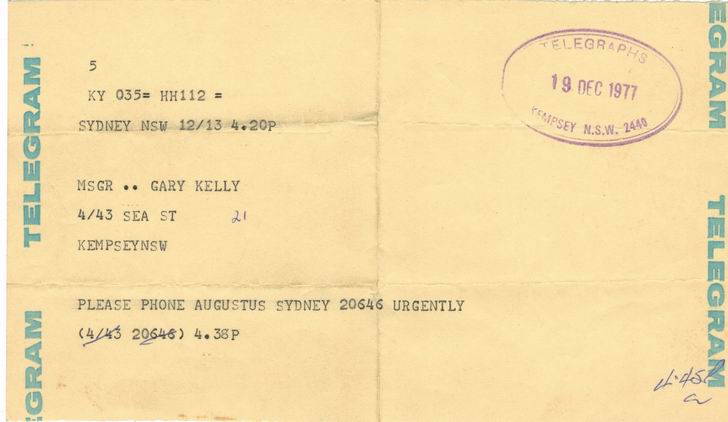 TELEGRAM
TELEGRAM
5
KY 035= HH112 =
SYDNEY NSW 12/13 4.20P
TELEGRAPHS
19 DEC 1977
KEMPSEY N.S.W. 2440
MSGR .. GARY KELLY
4/43 SEA ST 21
KEMPSEYNSW
PLEASE PHONE AUGUSTUS SYDNEY 20646 URGENTLY
(4/43 20646) 4.38P
EGRAM
TELEGRAM
EGRAM